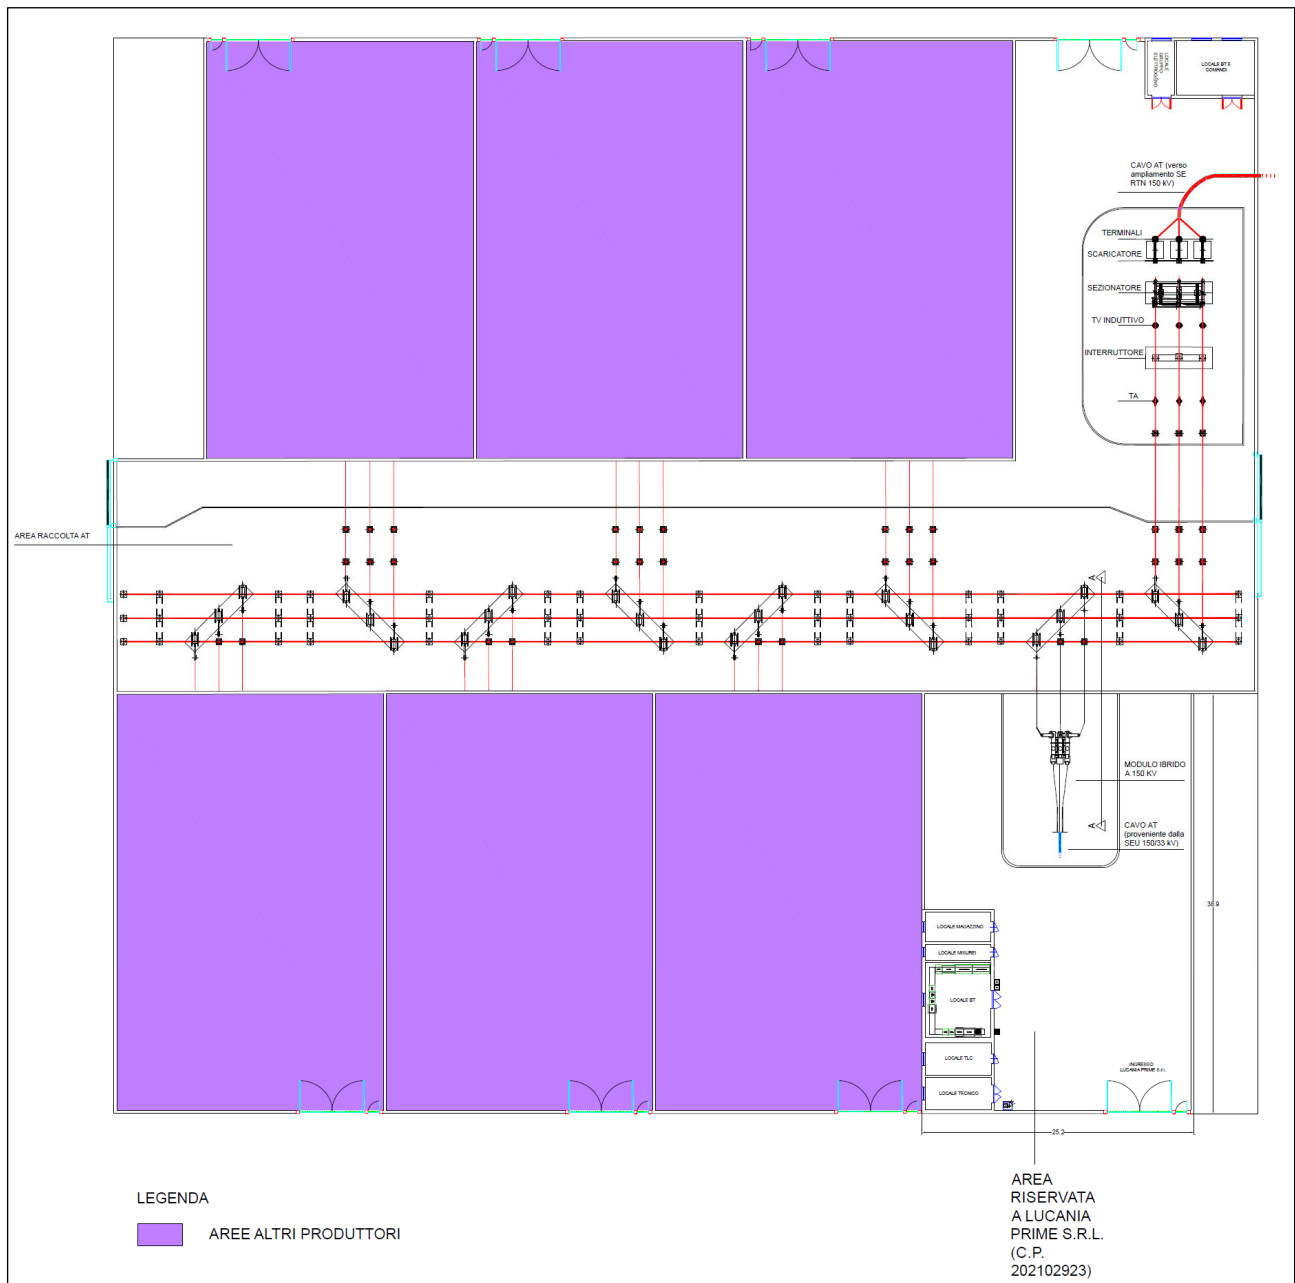 LOCALE
GRUPPO
ELETTROGENO
LOCALE BT E
COMANDI
CAVO AT (verso
ampliamento SE
RTN 150 kV)
TERMINALI
SCARICATORE
SEZIONATORE
TV INDUTTIVO
INTERRUTTORE
TA
AREA RACCOLTA AT
A
MODULO IBRIDO
A 150 KV
A
CAVO AT
(proveniente dalla
SEU 150/33 kV)
LOCALE MAGAZZINO
LOCALE MISURE
LOCALE BT
LOCALE TLC
LOCALE TECNICO
INGRESSO
LUCANIA PRIME S.r.l.
25.2
AREA
RISERVATA
A LUCANIA
PRIME S.R.L.
(C.P.
202102923)
LEGENDA
AREE ALTRI PRODUTTORI